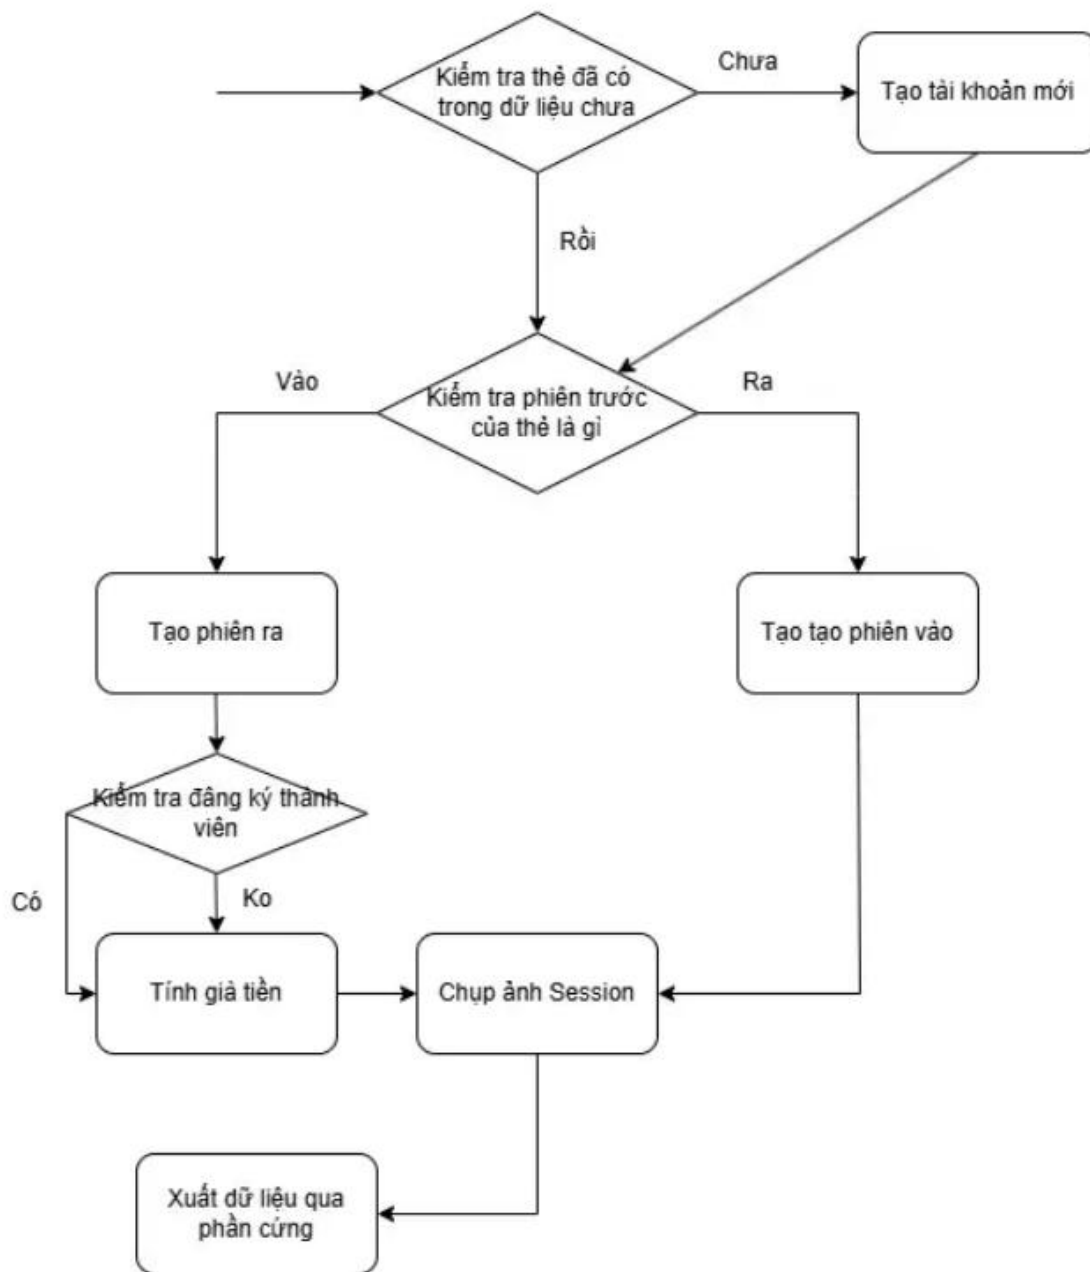 Kiểm tra thẻ đã có
trong dữ liệu chưa
Chưa
Tạo tài khoản mới
Rồi
Vào
Kiểm tra phiên trước
của thẻ là gì
Ra
Tạo phiên ra
Tạo tạo phiên vào
Kiểm tra đăng ký thành
viên
Có
Ko
Tính giá tiền
Chụp ảnh Session
Xuất dữ liệu qua
phần cứng